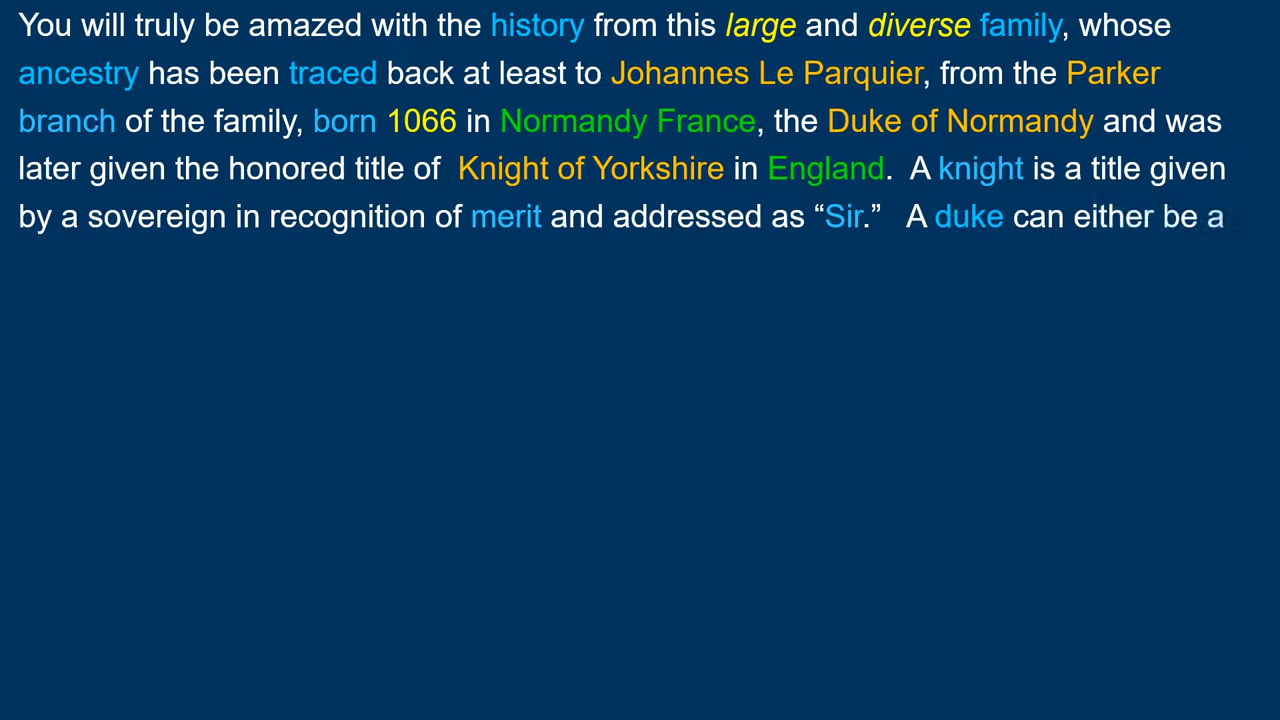 You will truly be amazed with the history from this large and diverse family, whose
ancestry has been traced back at least to Johannes Le Parquier, from the Parker
branch of the family, born 1066 in Normandy France, the Duke of Normandy and was
later given the honored title of  Knight of Yorkshire in England.  A knight is a title given
by a sovereign in recognition of merit and addressed as “Sir.”   A duke can either be a